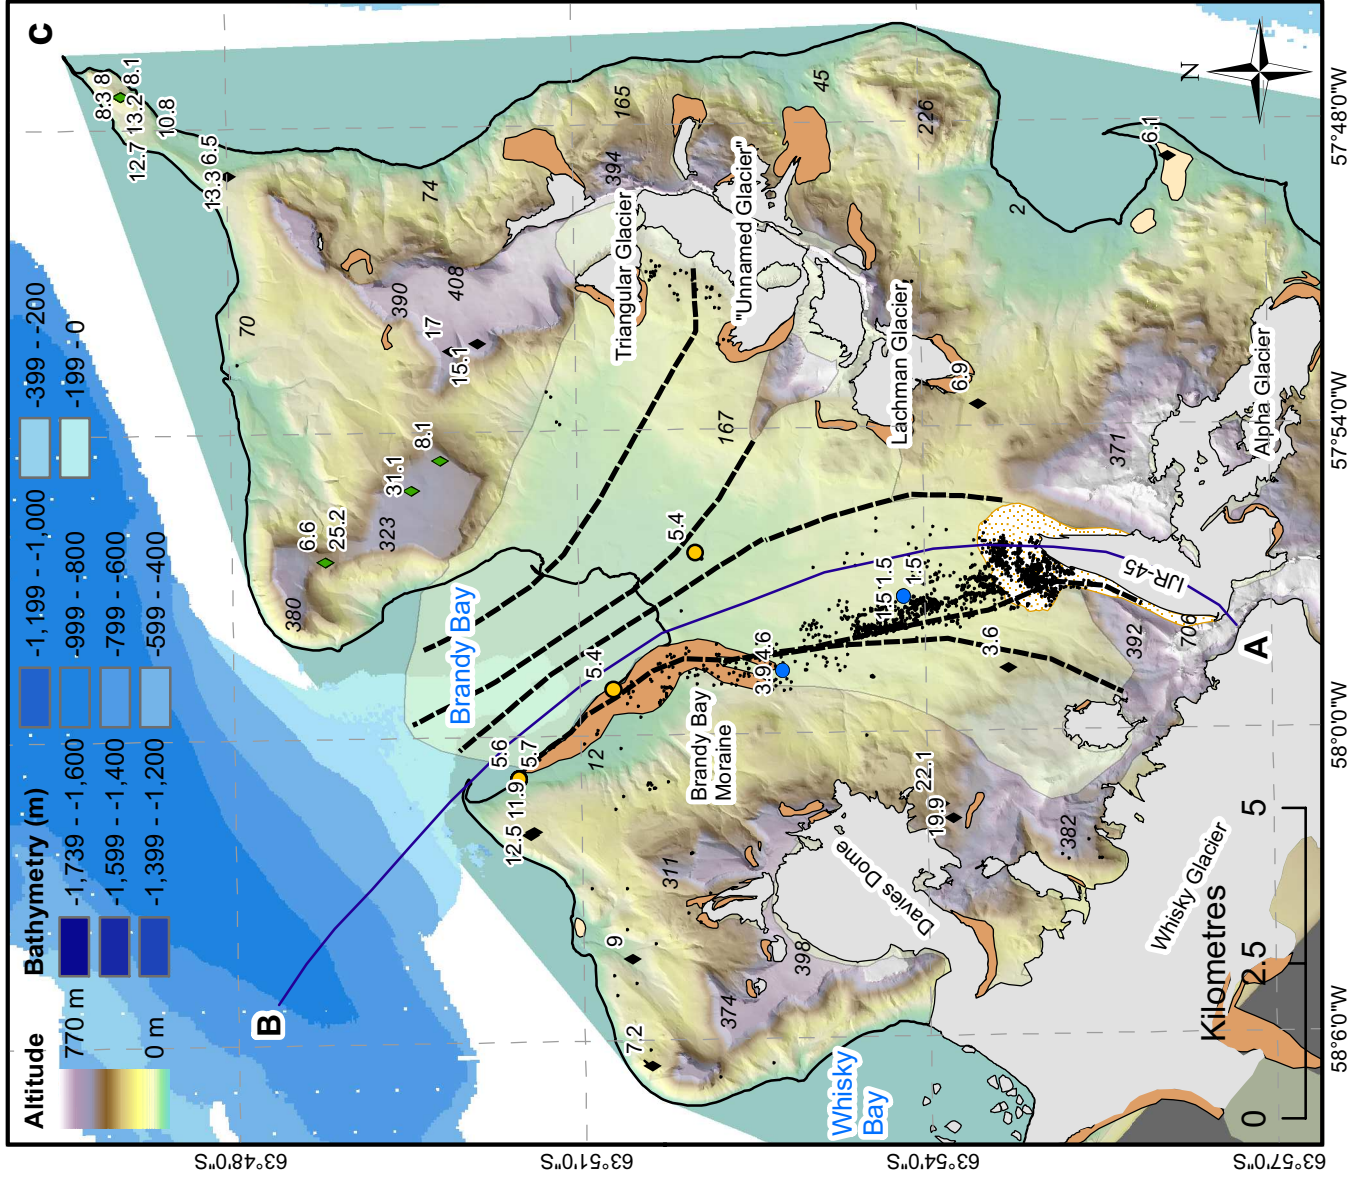 C
Altitude
770 m
0 m
Bathymetry (m)
-1,739 - -1,600
-1,599 - -1,400
-1,399 - -1,200
-1,199 - -1,000
-999 - -800
-799 - -600
-599 - -400
-399 - -200
-199 - 0
N
8.3 8
12.7 13.2 8.1
10.8
13.3 6.5
70
74
165
45
226
394
390
408
17
15.1
8.1
31.1
323
6.6
25.2
380
Triangular Glacier
"Unnamed Glacier"
Lachman Glacier
Alpha Glacier
167
6.9
371
2
6.1
Brandy Bay
5.4
5.4
5.6
5.7
12.5 11.9
12
Brandy Bay
Moraine
3.9 4.6
1.5 1.5
1.5
3.6
392
706
IJR-45
A
B
311
398
374
382
9
7.2
19.9 22.1
Davies Dome
Whisky Glacier
Whisky
Bay
Kilometres
0 2.5 5
63°48'0"S
63°51'0"S
63°54'0"S
63°57'0"S
58°6'0"W
58°0'0"W
57°54'0"W
57°48'0"W